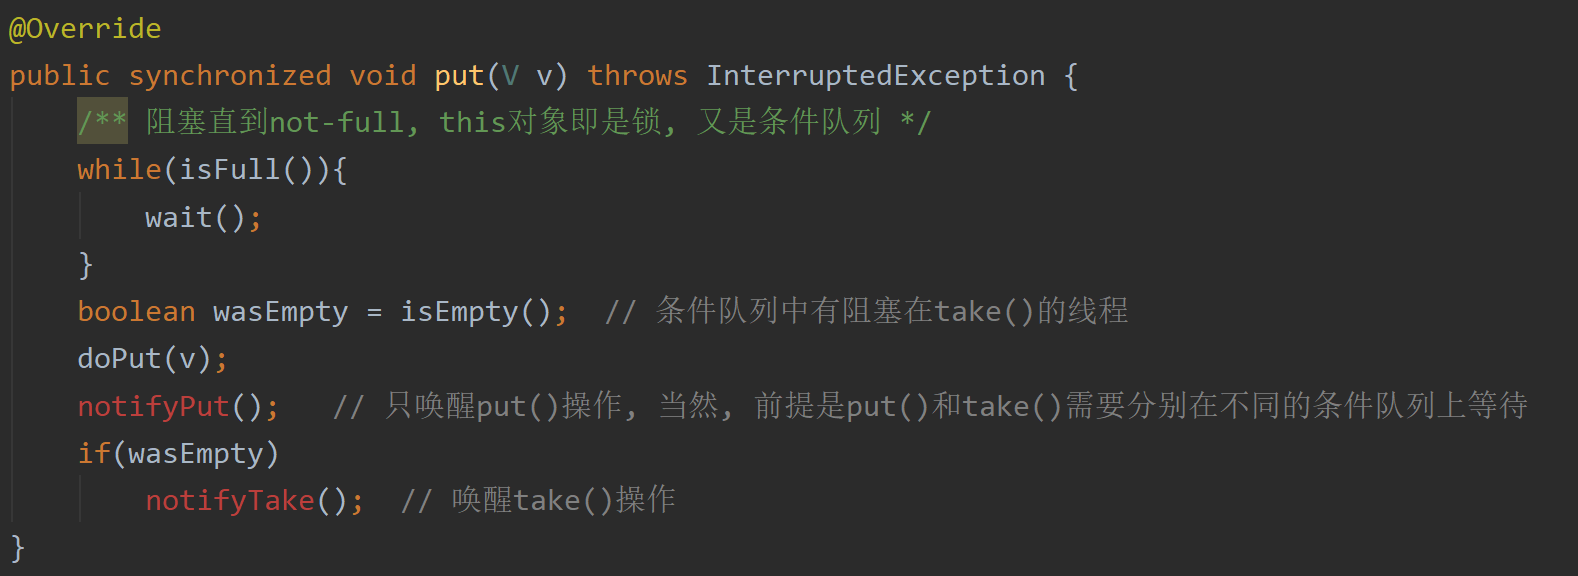 @Override
public synchronized void put(V v) throws InterruptedException {
    /** 阻塞直到not-full, this对象即是锁, 又是条件队列 */
    while(isFull()){
        wait();
    }
    boolean wasEmpty = isEmpty();  // 条件队列中有阻塞在take()的线程
    doPut(v);
    notifyPut();   // 只唤醒put()操作, 当然, 前提是put()和take()需要分别在不同的条件队列上等待
    if(wasEmpty)
        notifyTake();  // 唤醒take()操作
}